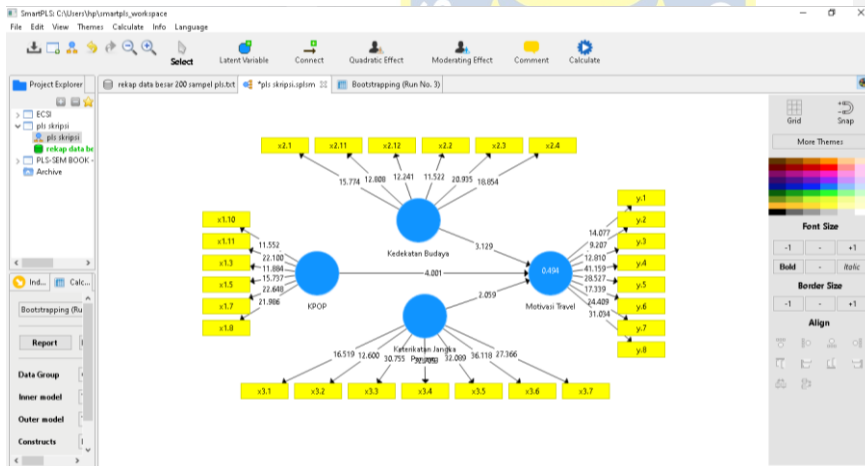 SmartPLS: C:\Users\hp\smartpls_workspace
File Edit View Themes Calculate Info Language
Select Latent Variable Connect Quadratic Effect Moderating Effect Comment Calculate
Project Explorer
rekap data besar 200 sampel pls.txt
*pls skripsi.splsm
Bootstrapping (Run No. 3)
ECSI
pls skripsi
pls skripsi
rekap data be
PLS-SEM BOOK -
Archive
Ind... Calc...
Bootstrapping (Ru
Report
Data Group
Inner model
Outer model
Constructs
x2.1 x2.11 x2.12 x2.2 x2.3 x2.4
15.774 12.808 12.241 11.522 20.935 18.854
Kedekatan Budaya
x1.10
x1.11
x1.3
x1.5
x1.7
x1.8
11.552
22.100
11.884
15.737
22.648
21.986
KPOP
3.129
4.001
2.059
0.494
Motivasi Travel
14.077
9.207
12.810
41.159
28.527
17.339
24.409
31.034
y.1
y.2
y.3
y.4
y.5
y.6
y.7
y.8
Keterikatan Jangka
16.519 12.600 30.755 32.099 36.118 27.366
x3.1 x3.2 x3.3 x3.4 x3.5 x3.6 x3.7
Grid Snap
More Themes
Font Size
-1 - +1
Bold - Italic
Border Size
-1 - +1
Align